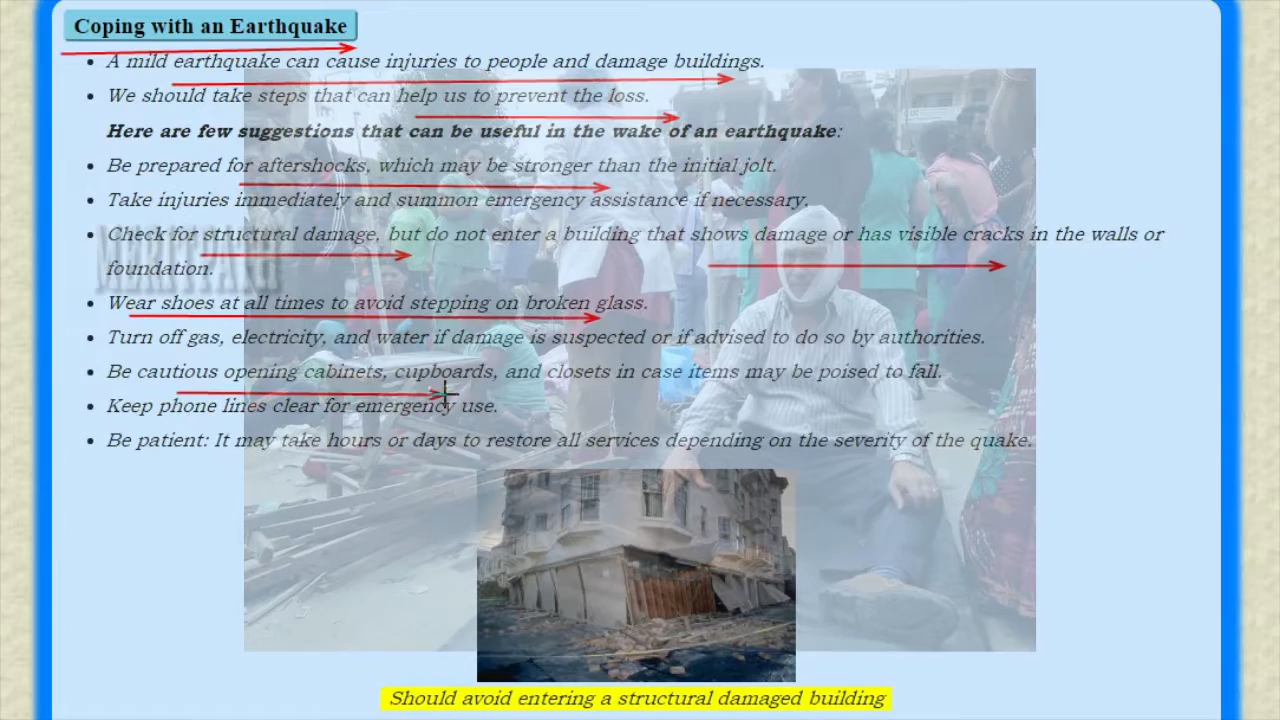 Coping with an Earthquake
• A mild earthquake can cause injuries to people and damage buildings.
• We should take steps that can help us to prevent the loss.
Here are few suggestions that can be useful in the wake of an earthquake:
• Be prepared for aftershocks, which may be stronger than the initial jolt.
• Take injuries immediately and summon emergency assistance if necessary.
• Check for structural damage, but do not enter a building that shows damage or has visible cracks in the walls or
foundation.
• Wear shoes at all times to avoid stepping on broken glass.
• Turn off gas, electricity, and water if damage is suspected or if advised to do so by authorities.
• Be cautious opening cabinets, cupboards, and closets in case items may be poised to fall.
• Keep phone lines clear for emergency use.
• Be patient: It may take hours or days to restore all services depending on the severity of the quake.
Should avoid entering a structural damaged building